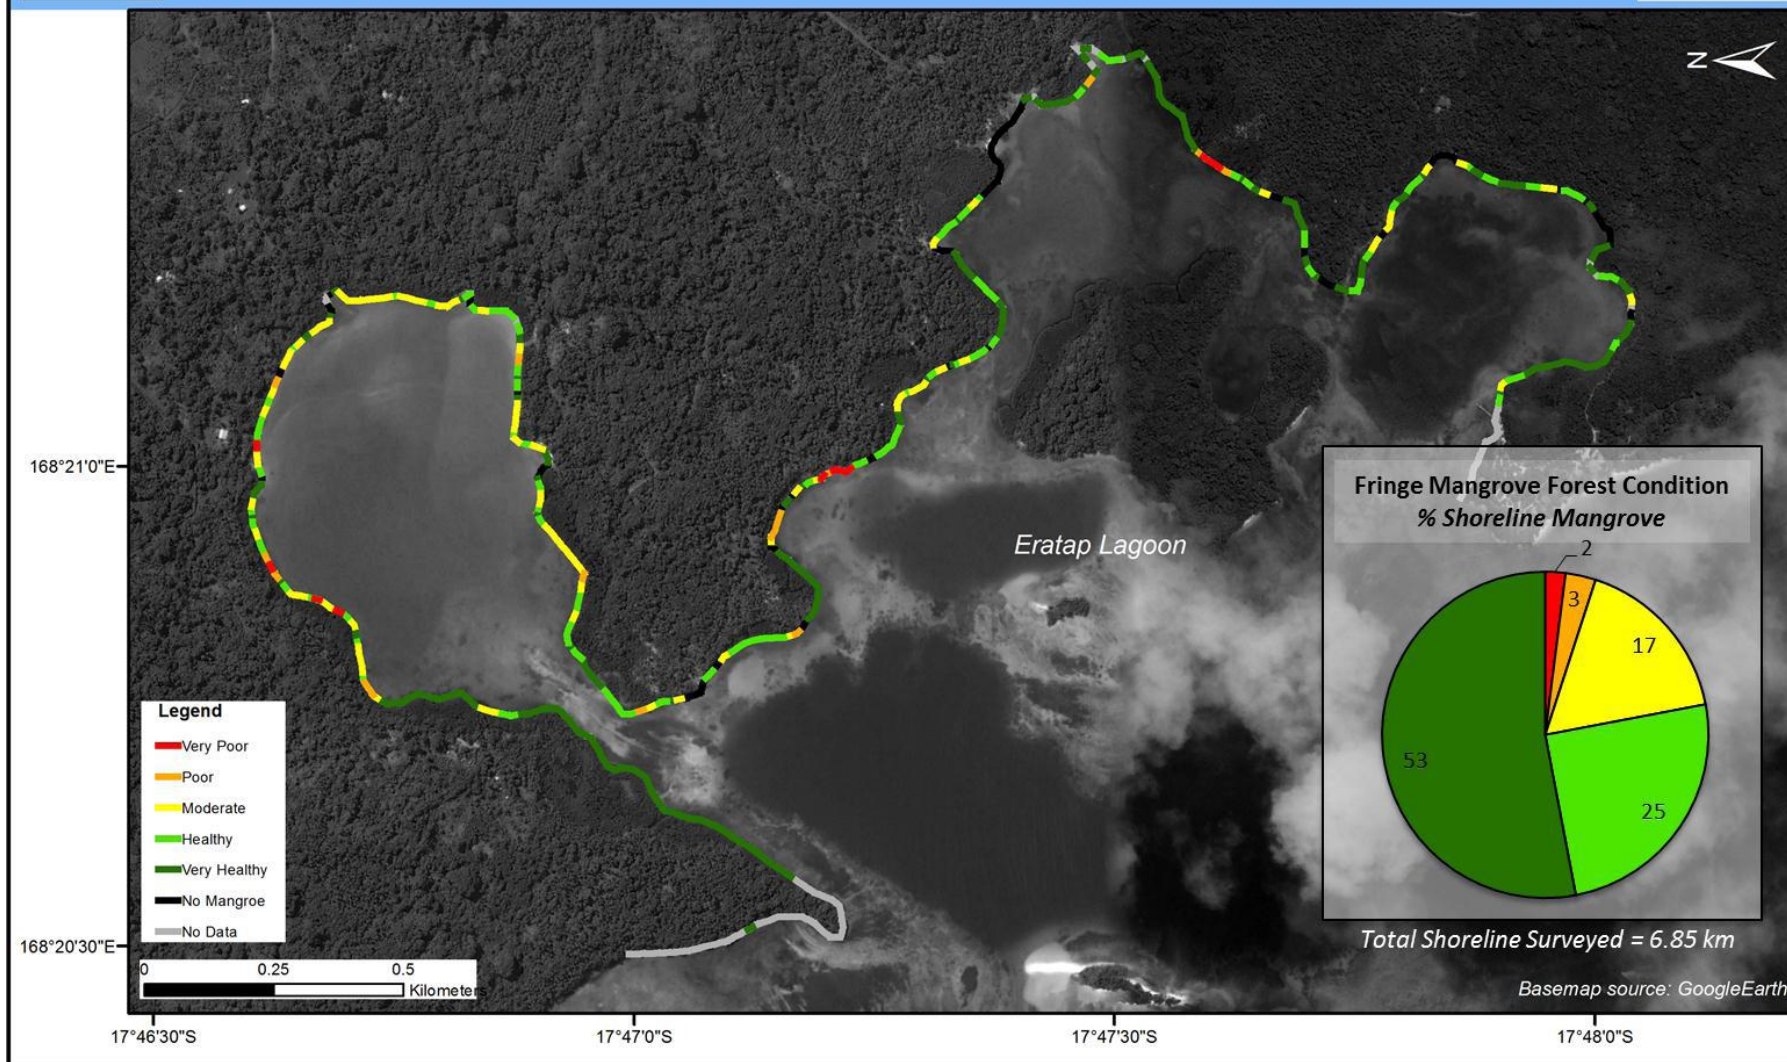 N
168°21'0"E
Eratap Lagoon
Fringe Mangrove Forest Condition
% Shoreline Mangrove
2
3
17
25
53
Legend
Very Poor
Poor
Moderate
Healthy
Very Healthy
No Mangroe
No Data
168°20'30"E
0 0.25 0.5
Kilometers
Total Shoreline Surveyed = 6.85 km
Basemap source: GoogleEarth
17°46'30"S 17°47'0"S 17°47'30"S 17°48'0"S